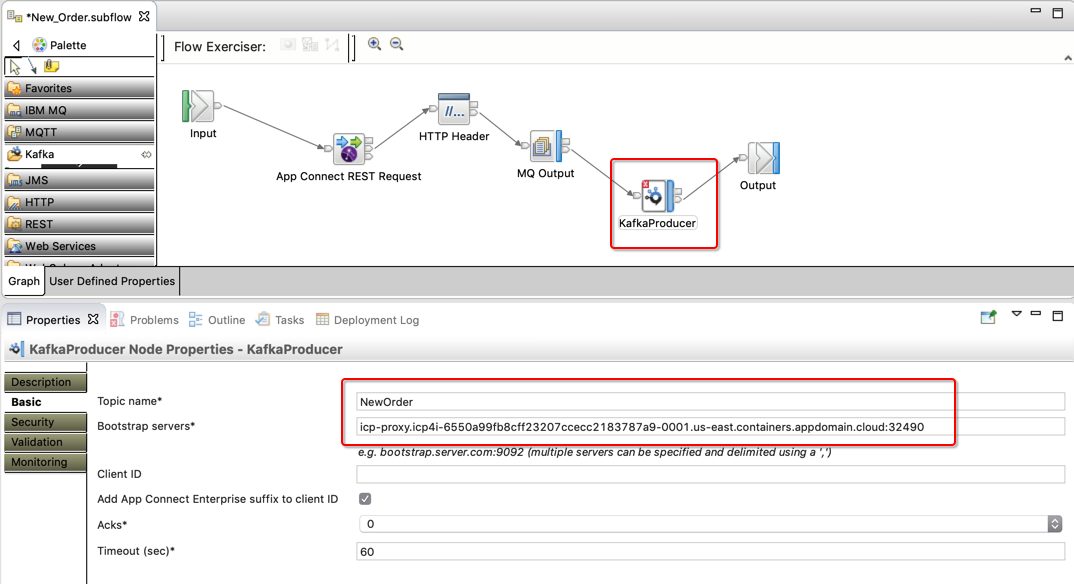 *New_Order.subflow
Palette
Flow Exerciser:
Favorites
IBM MQ
MQTT
Kafka
JMS
HTTP
REST
Web Services
Input
App Connect REST Request
HTTP Header
//...
MQ Output
KafkaProducer
Output
Graph
User Defined Properties
Properties
Problems
Outline
Tasks
Deployment Log
KafkaProducer Node Properties - KafkaProducer
Description
Basic
Security
Validation
Monitoring
Topic name*
NewOrder
Bootstrap servers*
icp-proxy.icp4i-6550a99fb8cff23207ccecc2183787a9-0001.us-east.containers.appdomain.cloud:32490
e.g. bootstrap.server.com:9092 (multiple servers can be specified and delimited using a ',')
Client ID
Add App Connect Enterprise suffix to client ID
Acks*
0
Timeout (sec)*
60